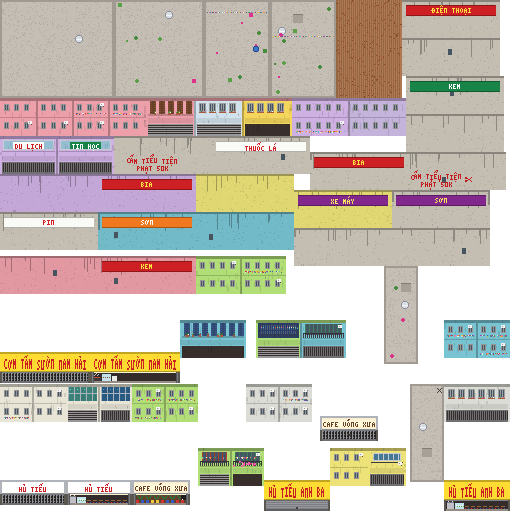 ĐIỆN THOẠI
KEM
DU LỊCH
TIN HỌC
THUỐC LÁ
CẤM TIỂU TIỆN
PHẠT 50K
BIA
CẤM TIỂU TIỆN
PHẠT 50K
BIA
XE MÁY
SƠN
PIN
SƠN
KEM
CƠM TẤM SƯỜN NAM HẢI
CƠM TẤM SƯỜN NAM HẢI
CAFE VÕNG XƯA
HỦ TIẾU
HỦ TIẾU
CAFE VÕNG XƯA
HỦ TIẾU ANH BA
HỦ TIẾU ANH BA